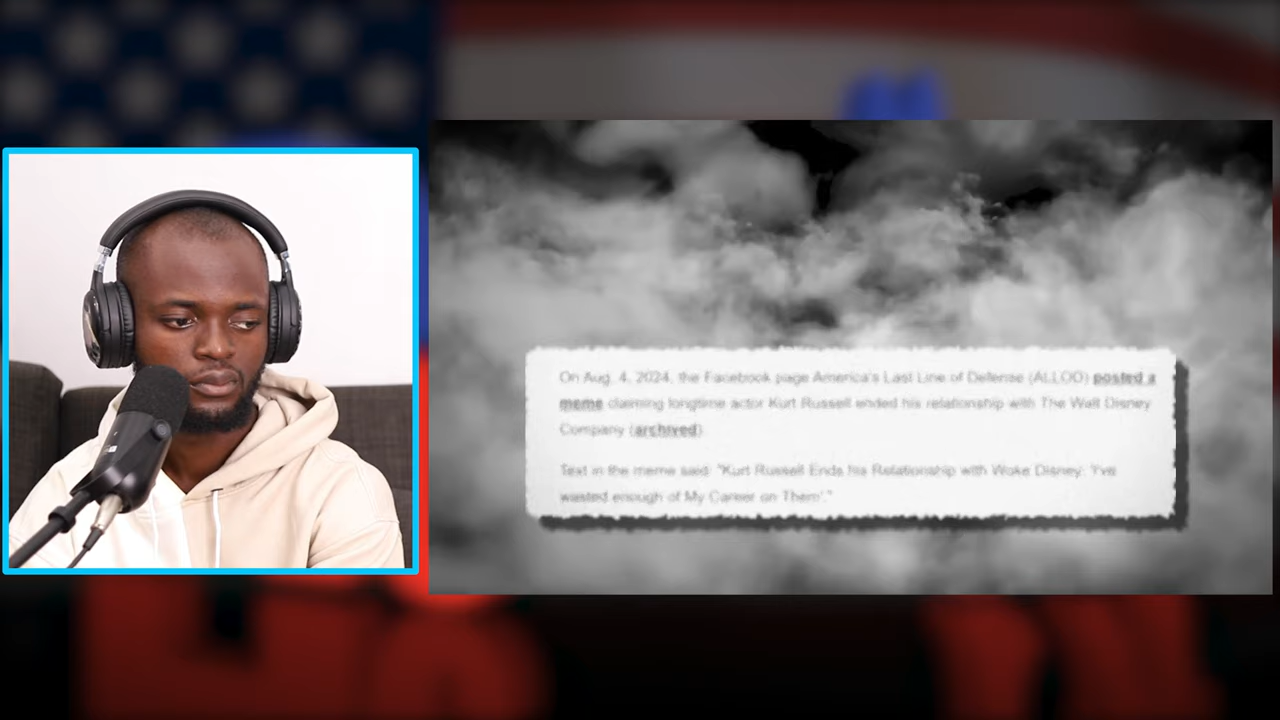 On Aug. 4, 2024, the Facebook page America's Last Line of Defense (ALLOD) posted a
meme claiming longtime actor Kurt Russell ended his relationship with The Walt Disney
Company (archived).
Text in the meme said: "Kurt Russell Ends his Relationship with Woke Disney: 'I've
wasted enough of My Career on Them'."